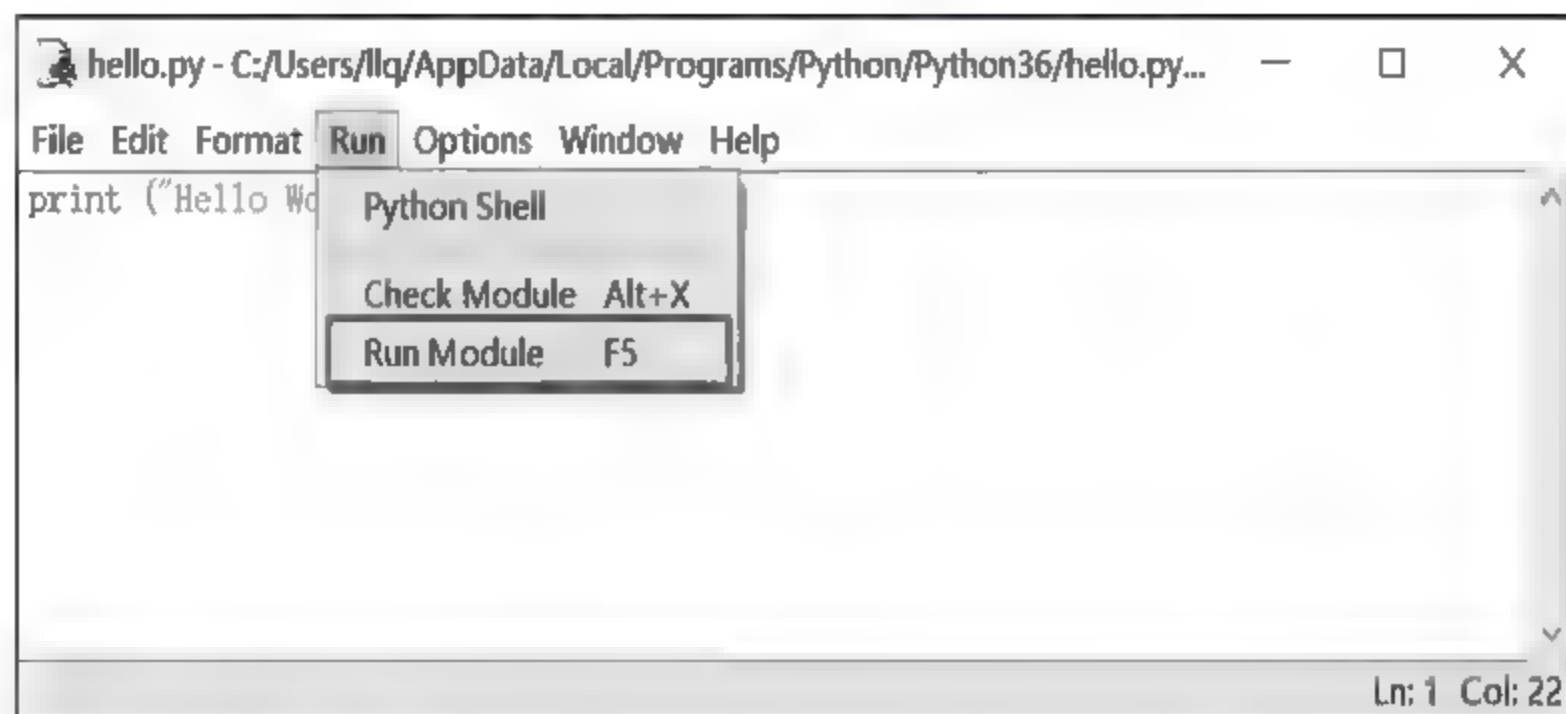 hello.py - C:/Users/llq/AppData/Local/Programs/Python/Python36/hello.py...
File Edit Format Run Options Window Help
print ("Hello Wo
Python Shell
Check Module Alt+X
Run Module F5
Ln: 1 Col: 22